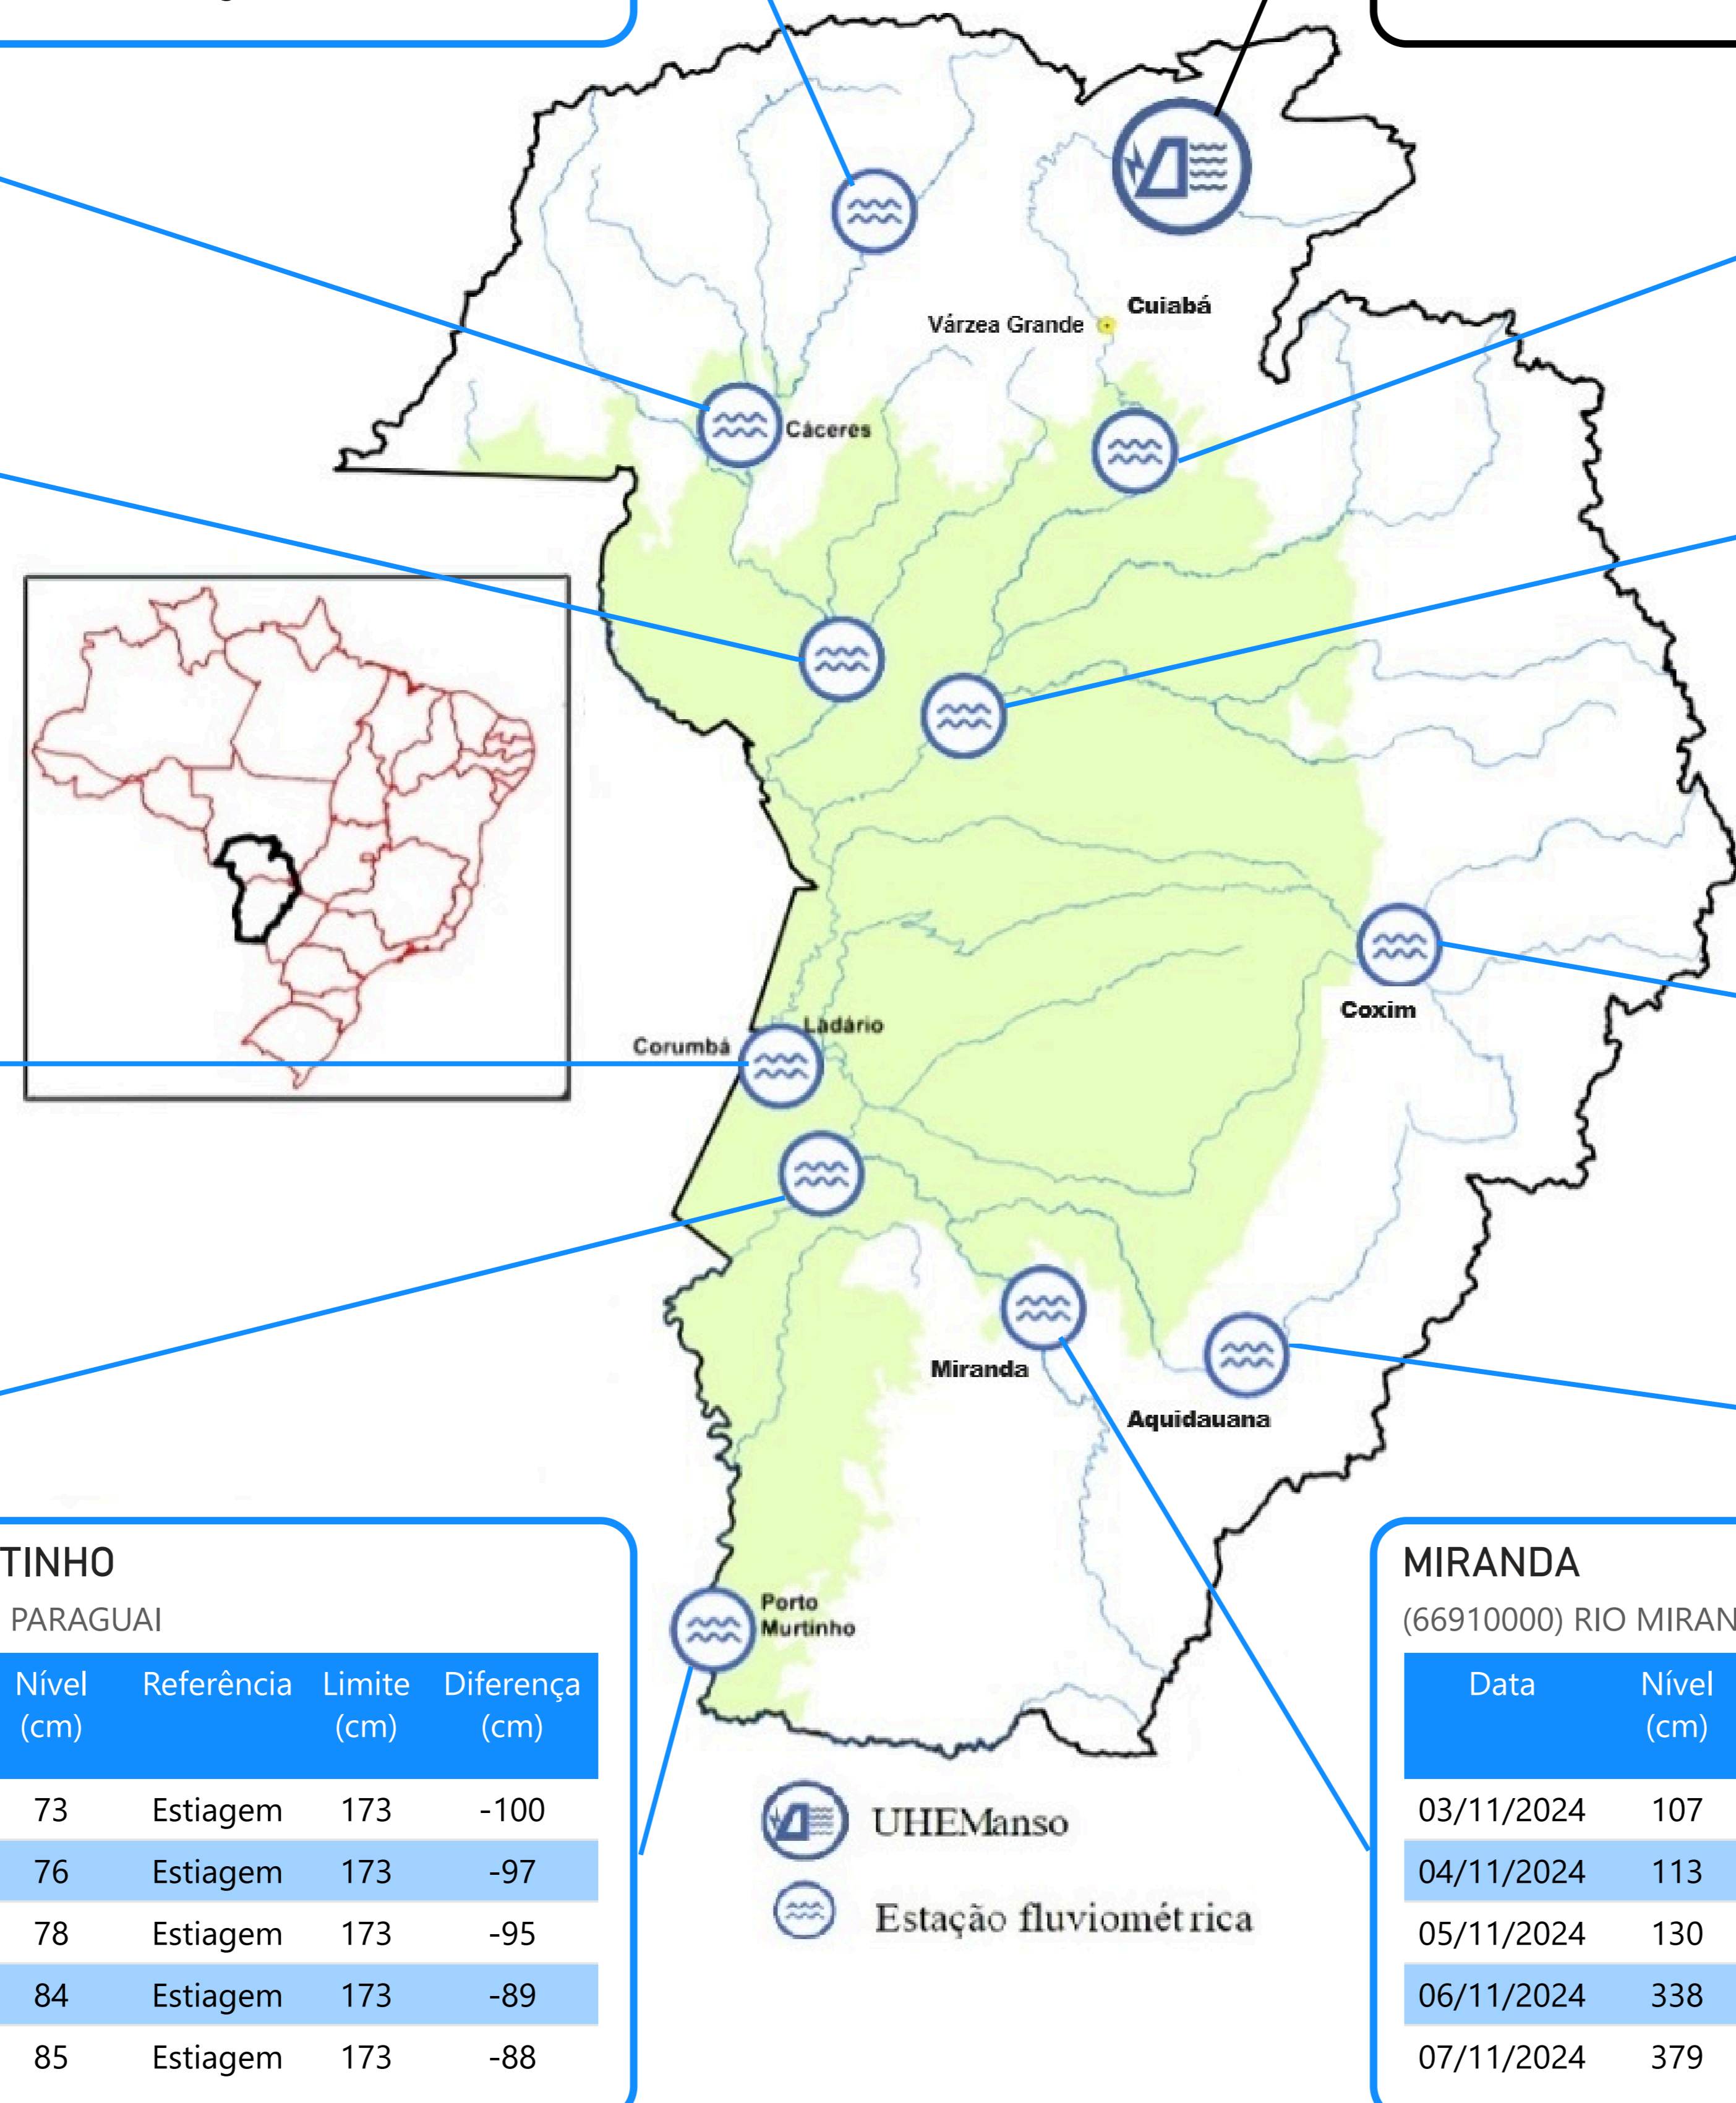 Cuiabá
Várzea Grande
Cáceres
Coxim
Ladário
Corumbá
Miranda
Aquidauana
Porto
Murtinho
TINHO
PARAGUAI
Nível (cm) Referência Limite (cm) Diferença (cm)
73 Estiagem 173 -100
76 Estiagem 173 -97
78 Estiagem 173 -95
84 Estiagem 173 -89
85 Estiagem 173 -88
UHEManso
Estação fluviométrica
MIRANDA
(66910000) RIO MIRAN
Data Nível (cm)
03/11/2024 107
04/11/2024 113
05/11/2024 130
06/11/2024 338
07/11/2024 379